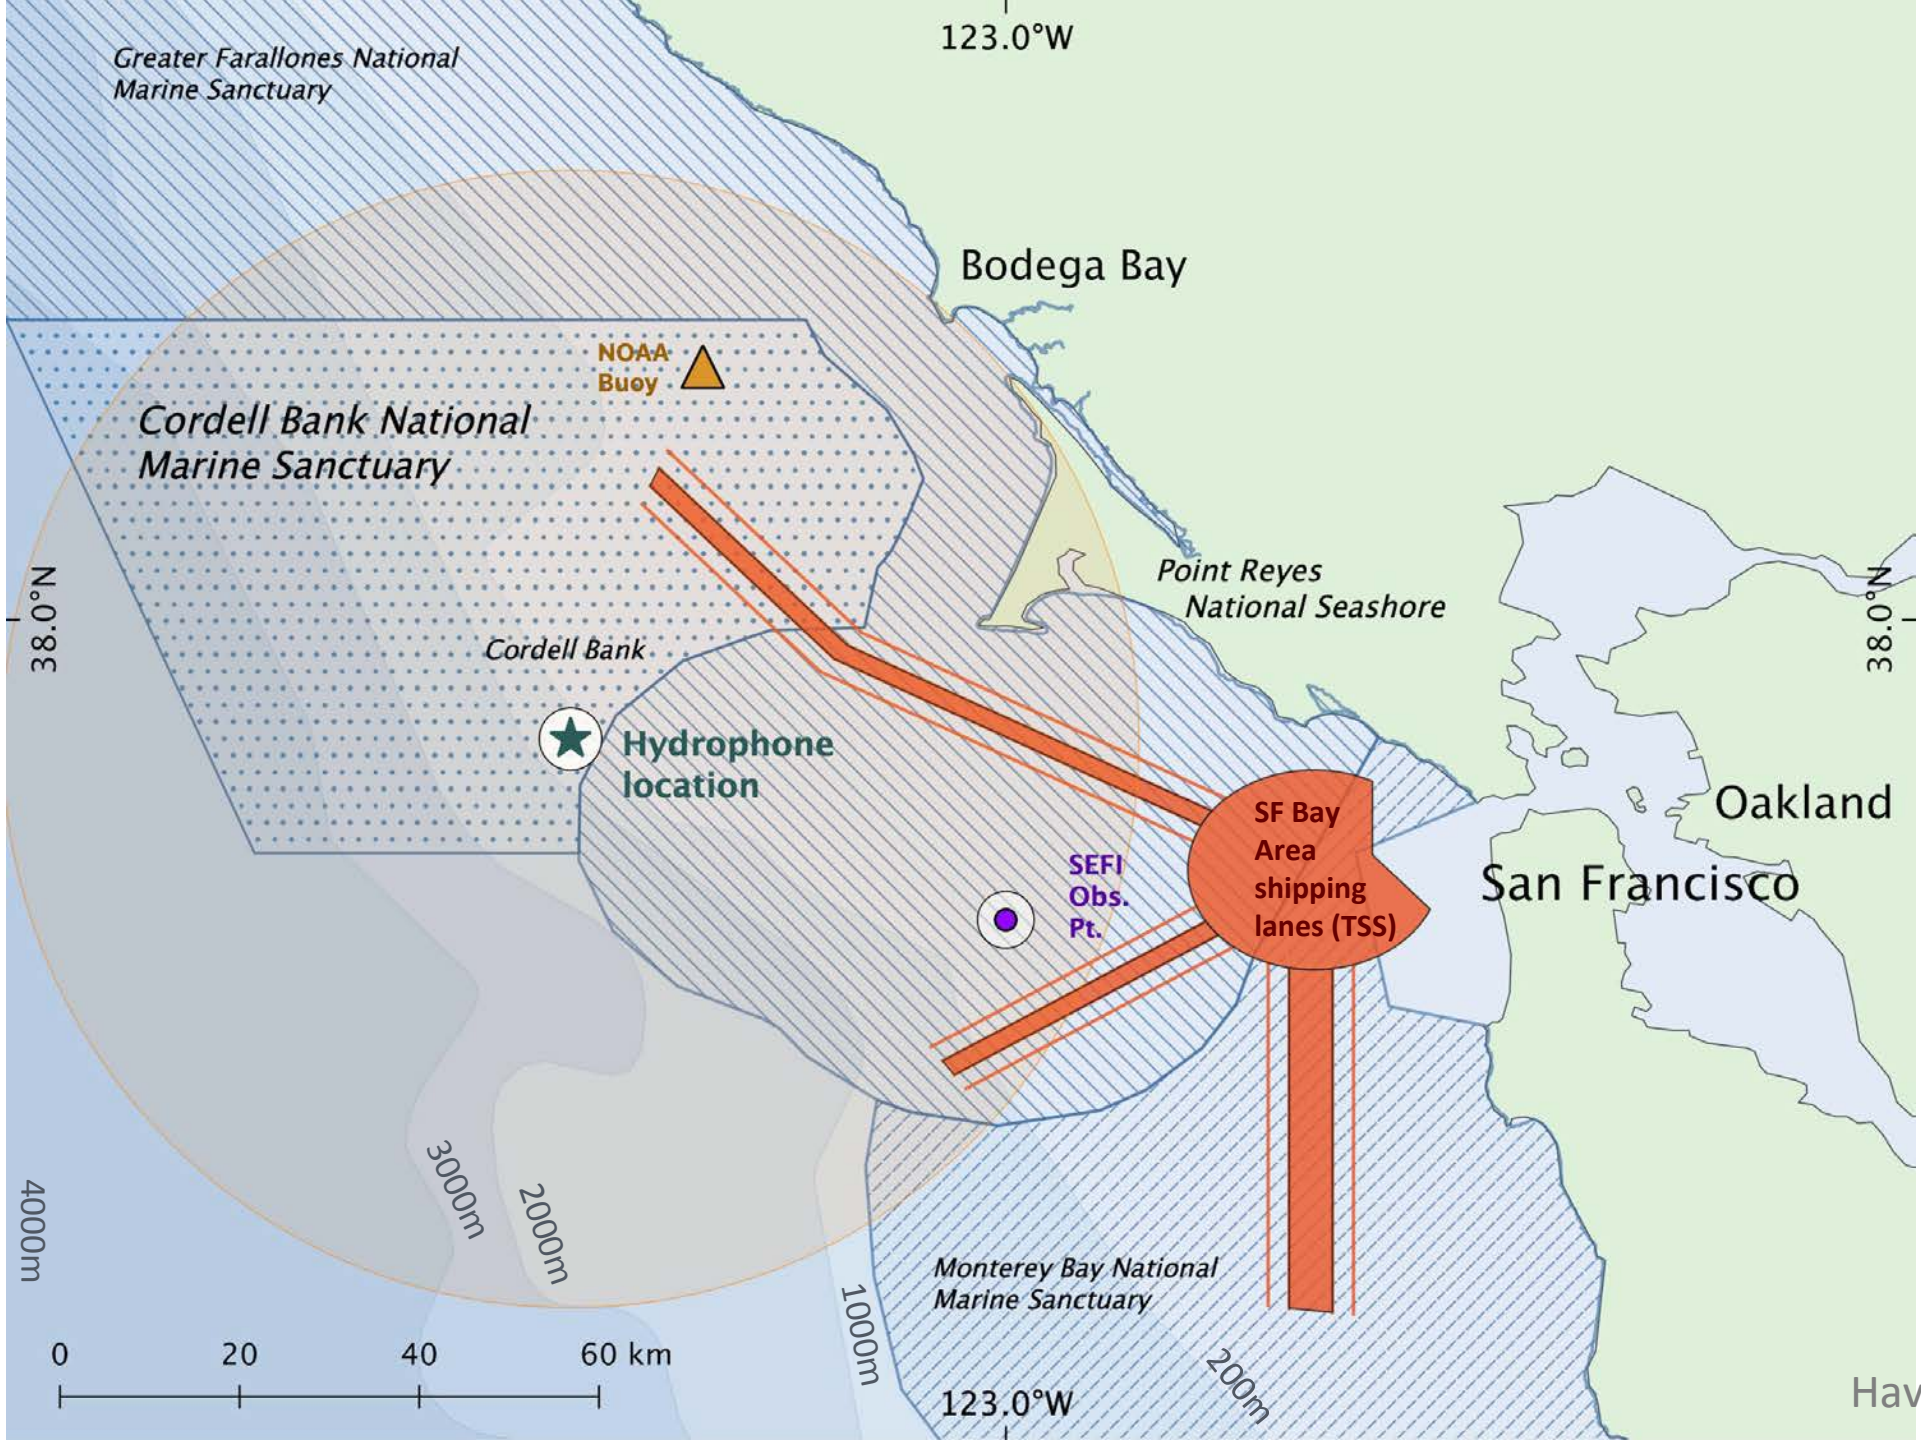 123.0°W
Greater Farallones National
Marine Sanctuary
Bodega Bay
NOAA
Buoy
Cordell Bank National
Marine Sanctuary
38.0°N
Point Reyes
National Seashore
38.0°N
Cordell Bank
Hydrophone
location
SF Bay
Area
shipping
lanes (TSS)
Oakland
San Francisco
SEFI
Obs.
Pt.
4000m
3000m
2000m
1000m
200m
Monterey Bay National
Marine Sanctuary
0 20 40 60 km
123.0°W
Hav